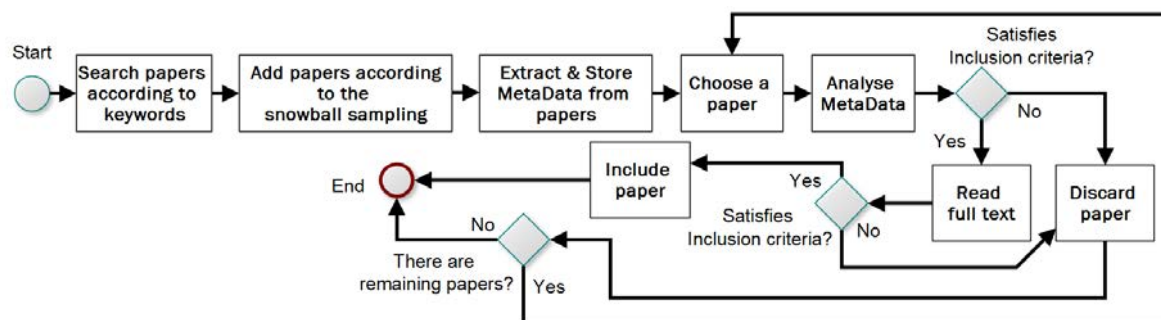 Start
Search papers
according to
keywords
Add papers according
to the
snowball sampling
Extract & Store
MetaData from
papers
Choose a
paper
Analyse
MetaData
Satisfies
Inclusion criteria?
No
Yes
Read
full text
Discard
paper
Satisfies
Inclusion criteria?
Yes
No
Include
paper
End
No
There are
remaining papers?
Yes